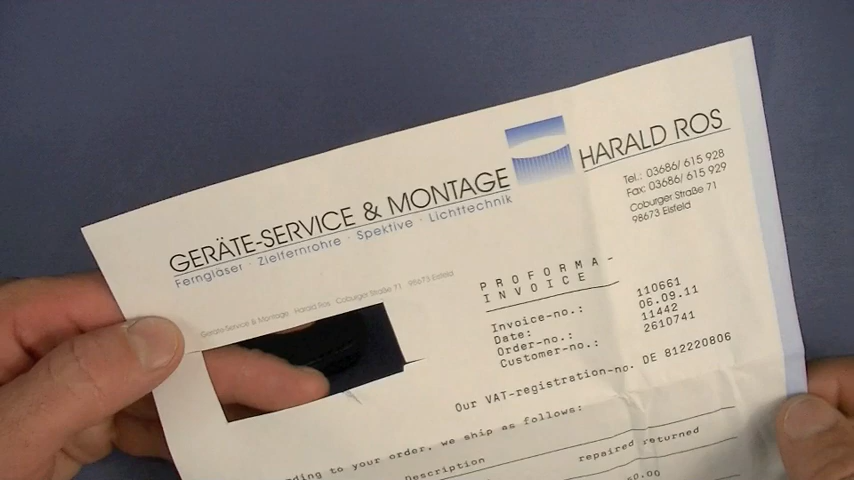 GERÄTE-SERVICE & MONTAGE HARALD ROS
Ferngläser · Zielfernrohre · Spektive · Lichttechnik
Tel.: 03686/ 615 928
Fax: 03686/ 615 929
Coburger Straße 71
98673 Eisfeld
Geräte-Service & Montage Harald Ros Coburger Straße 71 98673 Eisfeld
PROFORMA-
INVOICE
Invoice-no.: 110661
Date: 06.09.11
Order-no.: 11442
Customer-no.: 2610741
Our VAT-registration-no. DE 812220806
to your order, we ship as follows:
Description repaired returned